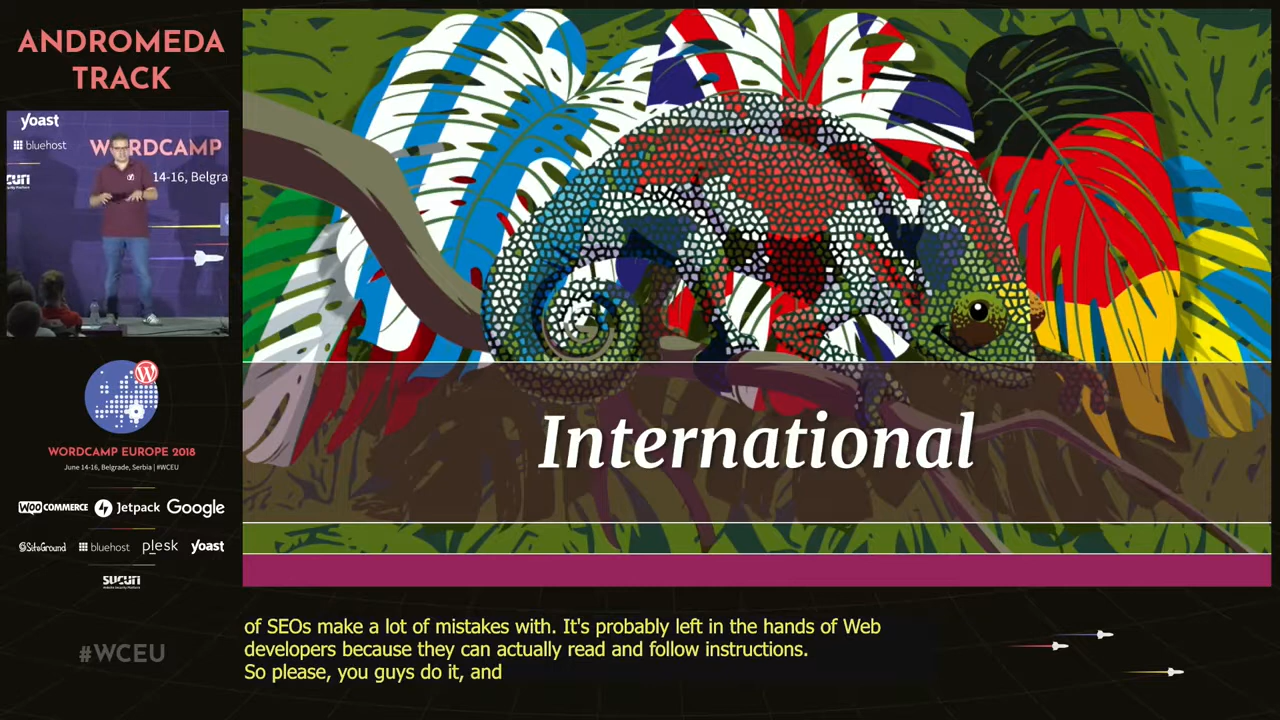 ANDROMEDA
TRACK
yoast
bluehost
WORDCAMP
14-16, Belgra
WORDCAMP EUROPE 2018
June 14-16, Belgrade, Serbia | #WCEU
WOO COMMERCE Jetpack Google
SiteGround bluehost plesk yoast
SUCURI
#WCEU
International
of SEOs make a lot of mistakes with. It's probably left in the hands of Web
developers because they can actually read and follow instructions.
So please, you guys do it, and